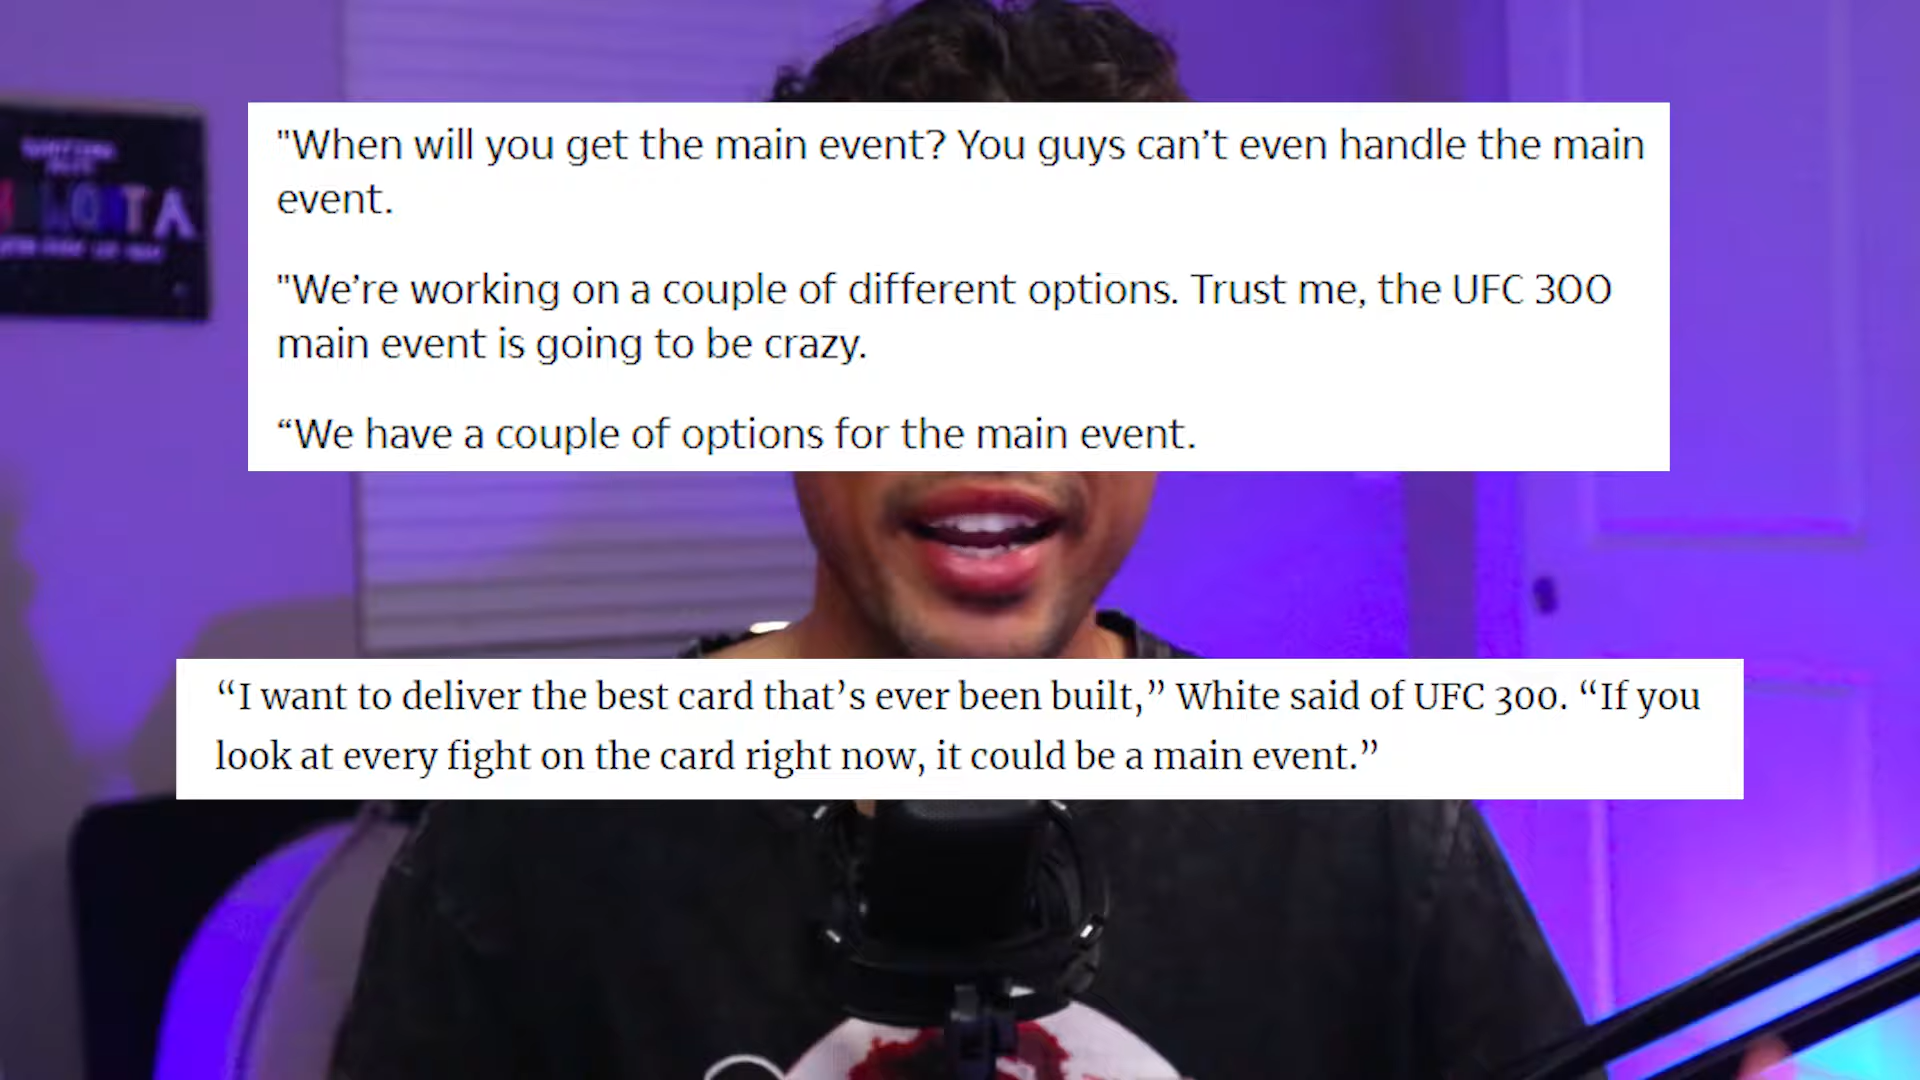 "When will you get the main event? You guys can’t even handle the main
event.
"We’re working on a couple of different options. Trust me, the UFC 300
main event is going to be crazy.
“We have a couple of options for the main event.
“I want to deliver the best card that’s ever been built,” White said of UFC 300. “If you
look at every fight on the card right now, it could be a main event.”